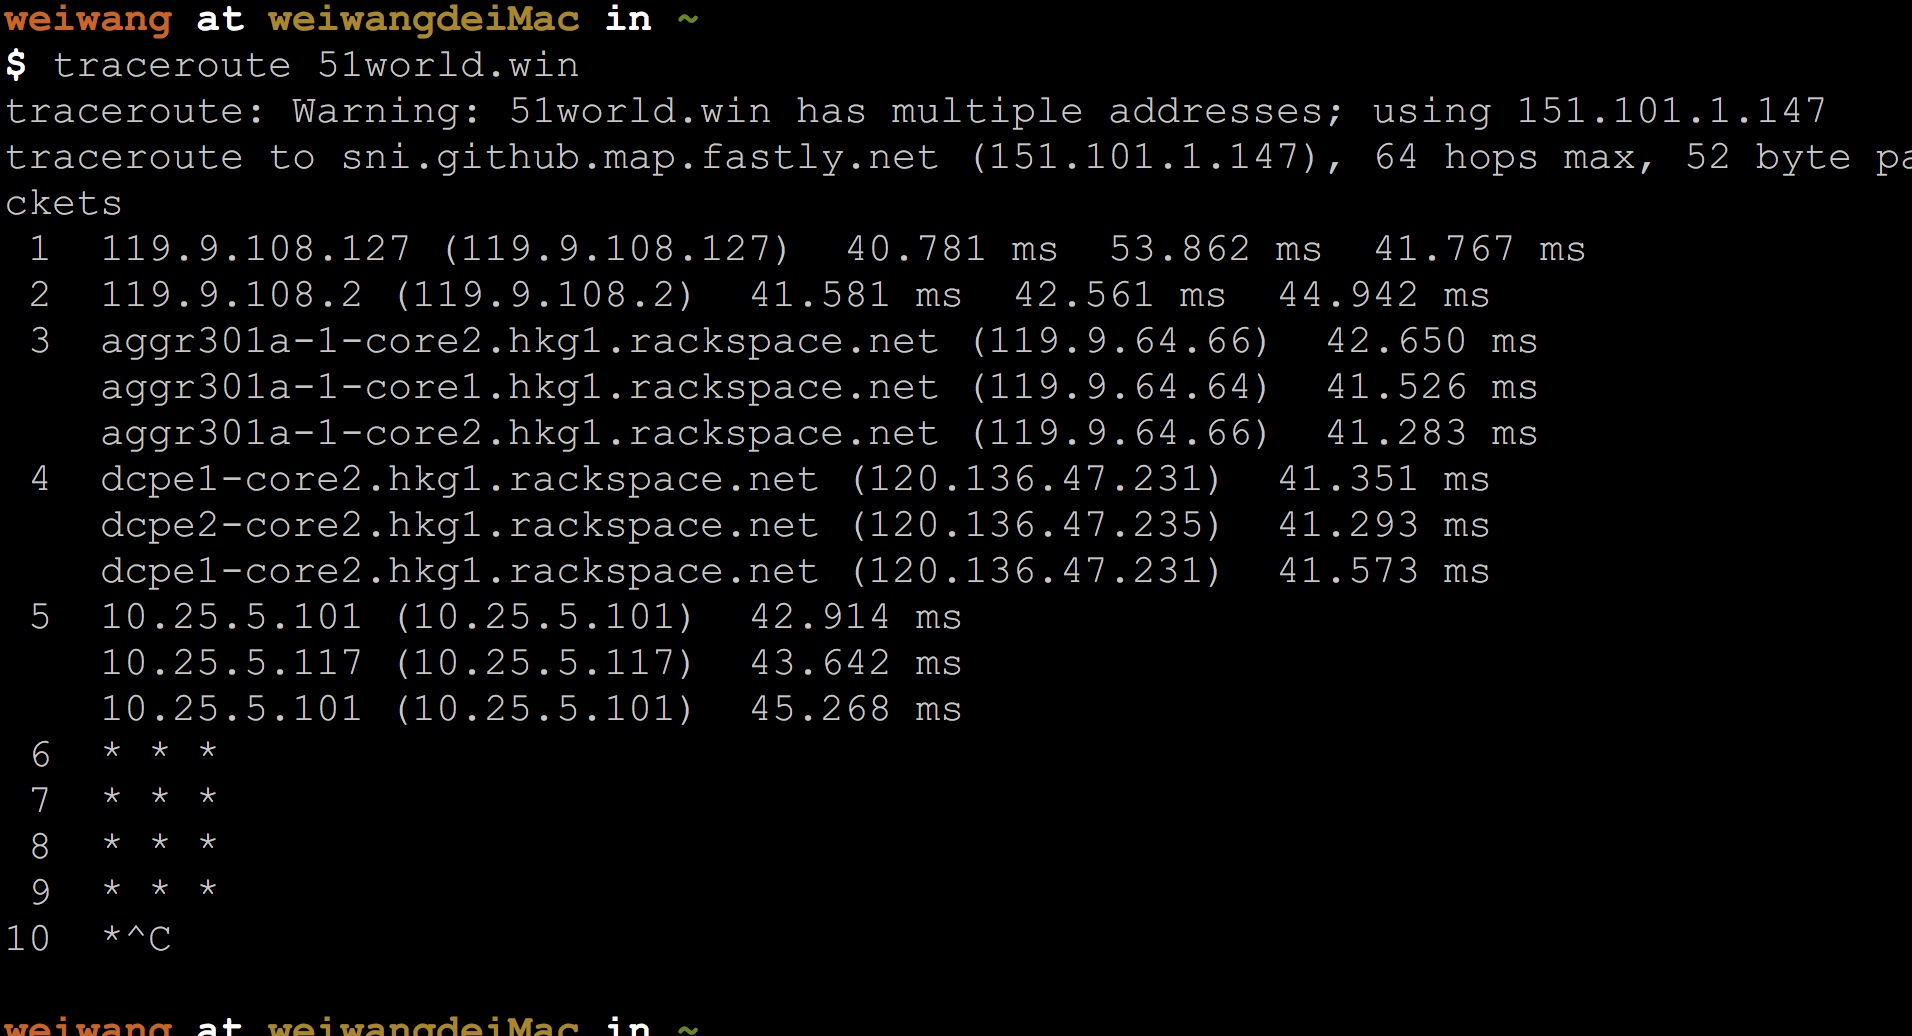 weiwang at weiwangdeiMac in ~
$ traceroute 51world.win
traceroute: Warning: 51world.win has multiple addresses; using 151.101.1.147
traceroute to sni.github.map.fastly.net (151.101.1.147), 64 hops max, 52 byte pa
ckets
 1  119.9.108.127 (119.9.108.127)  40.781 ms  53.862 ms  41.767 ms
 2  119.9.108.2 (119.9.108.2)  41.581 ms  42.561 ms  44.942 ms
 3  aggr301a-1-core2.hkg1.rackspace.net (119.9.64.66)  42.650 ms
    aggr301a-1-core1.hkg1.rackspace.net (119.9.64.64)  41.526 ms
    aggr301a-1-core2.hkg1.rackspace.net (119.9.64.66)  41.283 ms
 4  dcpe1-core2.hkg1.rackspace.net (120.136.47.231)  41.351 ms
    dcpe2-core2.hkg1.rackspace.net (120.136.47.235)  41.293 ms
    dcpe1-core2.hkg1.rackspace.net (120.136.47.231)  41.573 ms
 5  10.25.5.101 (10.25.5.101)  42.914 ms
    10.25.5.117 (10.25.5.117)  43.642 ms
    10.25.5.101 (10.25.5.101)  45.268 ms
 6  * * *
 7  * * *
 8  * * *
 9  * * *
10  *^C
weiwang at weiwangdeiMac in ~